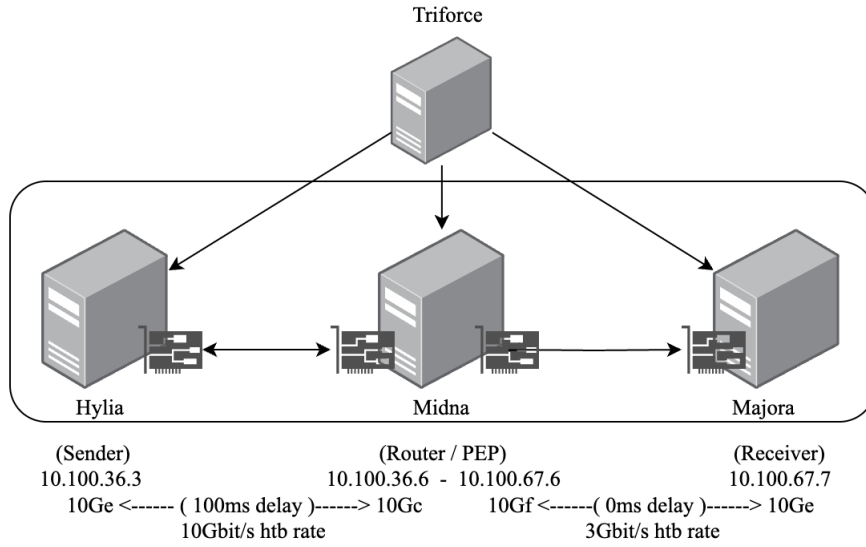 Triforce
Hylia
Midna
Majora
(Sender)
(Router / PEP)
(Receiver)
10.100.36.3
10.100.36.6 - 10.100.67.6
10.100.67.7
10Ge <------ ( 100ms delay )------> 10Gc
10Gf <------ ( 0ms delay )------> 10Ge
10Gbit/s htb rate
3Gbit/s htb rate